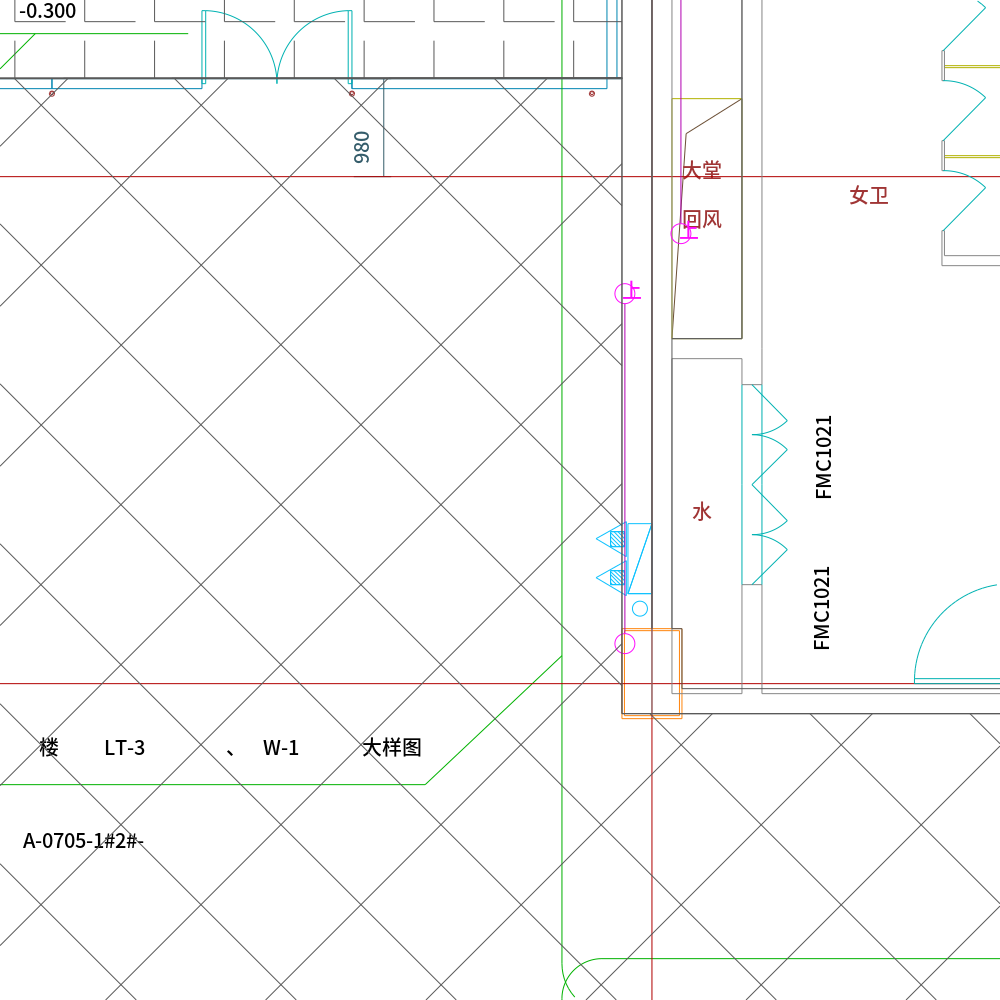 -0.300
980
大堂
回风
女卫
上
上
FMC1021
水
FMC1021
楼 LT-3 、 W-1 大样图
A-0705-1#2#-